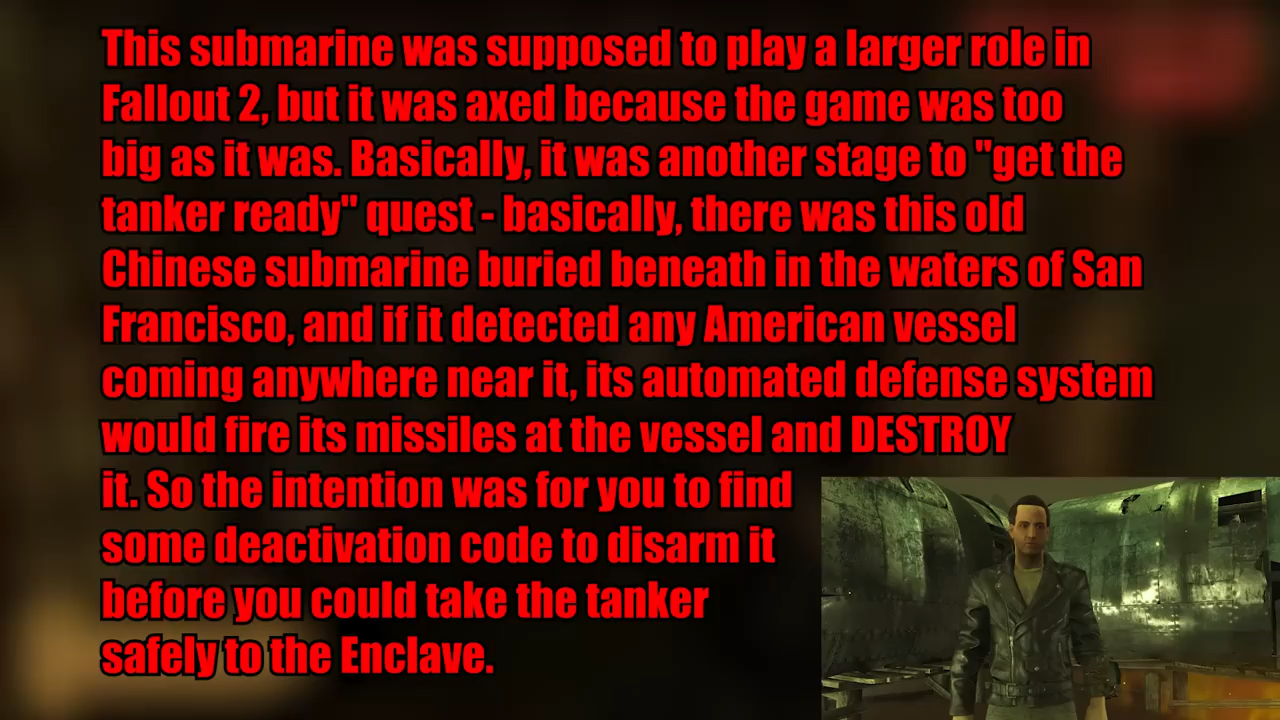 This submarine was supposed to play a larger role in
Fallout 2, but it was axed because the game was too
big as it was. Basically, it was another stage to "get the
tanker ready" quest - basically, there was this old
Chinese submarine buried beneath in the waters of San
Francisco, and if it detected any American vessel
coming anywhere near it, its automated defense system
would fire its missiles at the vessel and DESTROY
it. So the intention was for you to find
some deactivation code to disarm it
before you could take the tanker
safely to the Enclave.